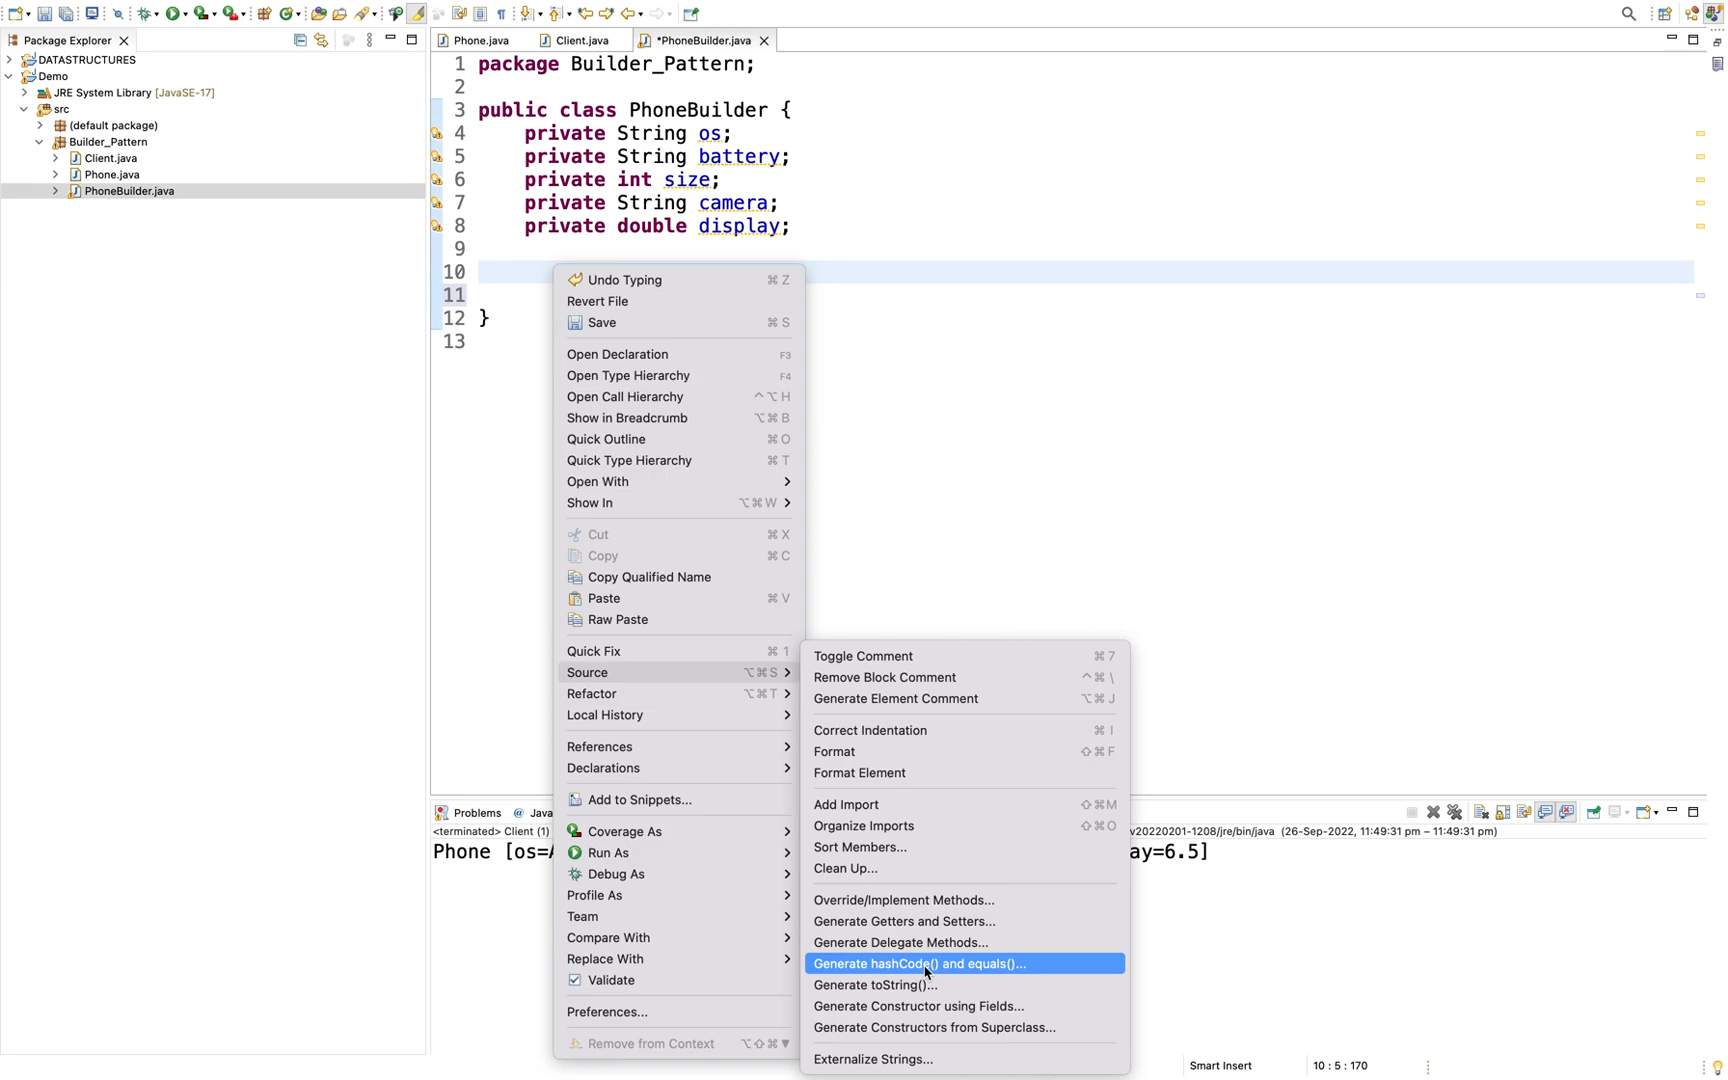 Package Explorer
DATASTRUCTURES
Demo
JRE System Library [JavaSE-17]
src
(default package)
Builder_Pattern
Client.java
Phone.java
PhoneBuilder.java
Phone.java
Client.java
*PhoneBuilder.java
1 package Builder_Pattern;
2
3 public class PhoneBuilder {
4 private String os;
5 private String battery;
6 private int size;
7 private String camera;
8 private double display;
9
10
11
12 }
13
Undo Typing ⌘ Z
Revert File
Save ⌘ S
Open Declaration F3
Open Type Hierarchy F4
Open Call Hierarchy ^⌥ H
Show in Breadcrumb ⌥⌘ B
Quick Outline ⌘ O
Quick Type Hierarchy ⌘ T
Open With
Show In ⌥⌘W
Cut ⌘ X
Copy ⌘ C
Copy Qualified Name
Paste ⌘ V
Raw Paste
Quick Fix ⌘ 1
Source ⌥⌘S
Refactor ⌥⌘T
Local History
References
Declarations
Add to Snippets...
Coverage As
Run As
Debug As
Profile As
Team
Compare With
Replace With
Validate
Preferences...
Remove from Context ⌥⇧⌘▼
Toggle Comment ⌘ 7
Remove Block Comment ^⌘ \
Generate Element Comment ⌥⌘ J
Correct Indentation ⌘ I
Format ⇧⌘ F
Format Element
Add Import ⇧⌘M
Organize Imports ⇧⌘O
Sort Members...
Clean Up...
Override/Implement Methods...
Generate Getters and Setters...
Generate Delegate Methods...
Generate hashCode() and equals()...
Generate toString()...
Generate Constructor using Fields...
Generate Constructors from Superclass...
Externalize Strings...
Problems
@ Java
<terminated> Client (1)
v20220201-1208/jre/bin/java (26-Sep-2022, 11:49:31 pm – 11:49:31 pm)
Phone [os=A
ay=6.5]
Smart Insert
10 : 5 : 170